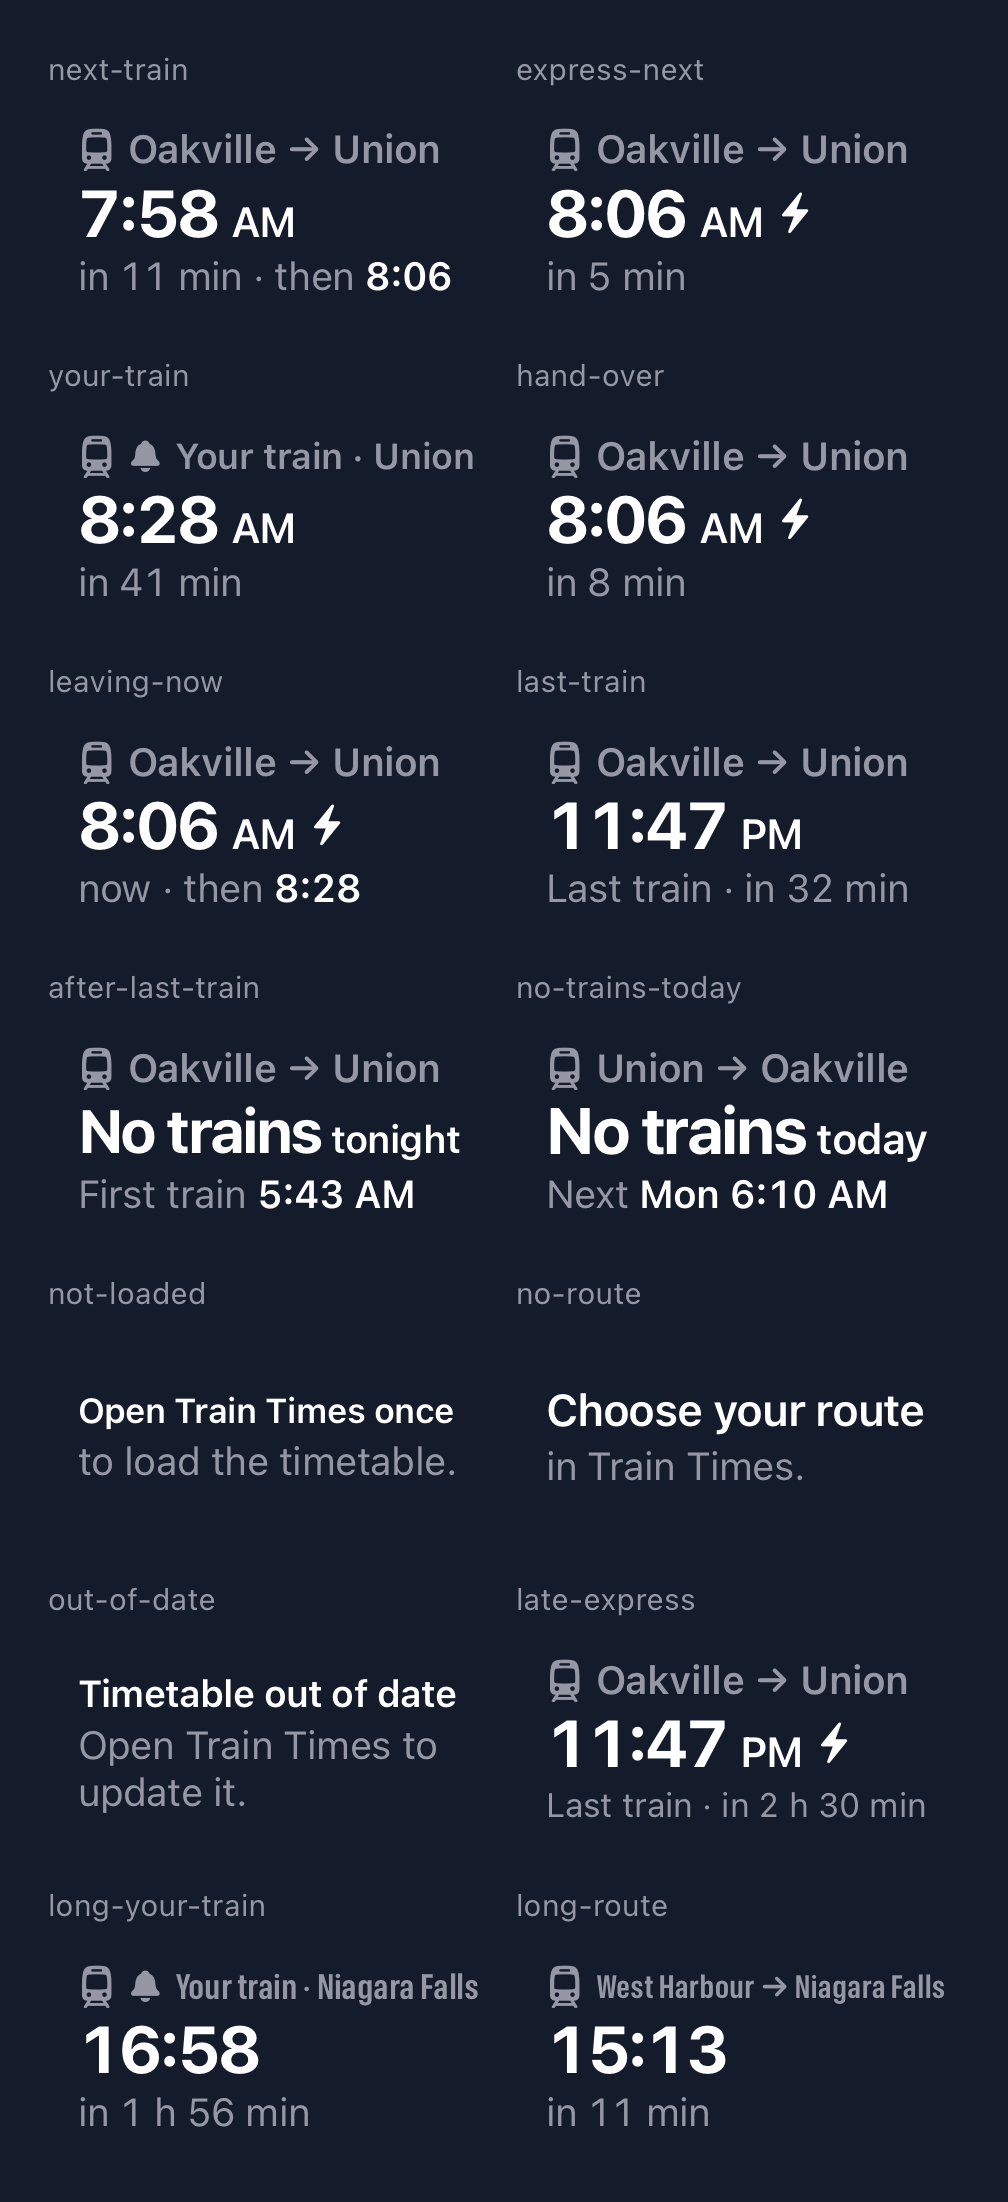 next-train
Oakville → Union
7:58 AM
in 11 min · then 8:06
express-next
Oakville → Union
8:06 AM
in 5 min
your-train
Your train · Union
8:28 AM
in 41 min
hand-over
Oakville → Union
8:06 AM
in 8 min
leaving-now
Oakville → Union
8:06 AM
now · then 8:28
last-train
Oakville → Union
11:47 PM
Last train · in 32 min
after-last-train
Oakville → Union
No trains tonight
First train 5:43 AM
no-trains-today
Union → Oakville
No trains today
Next Mon 6:10 AM
not-loaded
Open Train Times once
to load the timetable.
no-route
Choose your route
in Train Times.
out-of-date
Timetable out of date
Open Train Times to
update it.
late-express
Oakville → Union
11:47 PM
Last train · in 2 h 30 min
long-your-train
Your train · Niagara Falls
16:58
in 1 h 56 min
long-route
West Harbour → Niagara Falls
15:13
in 11 min